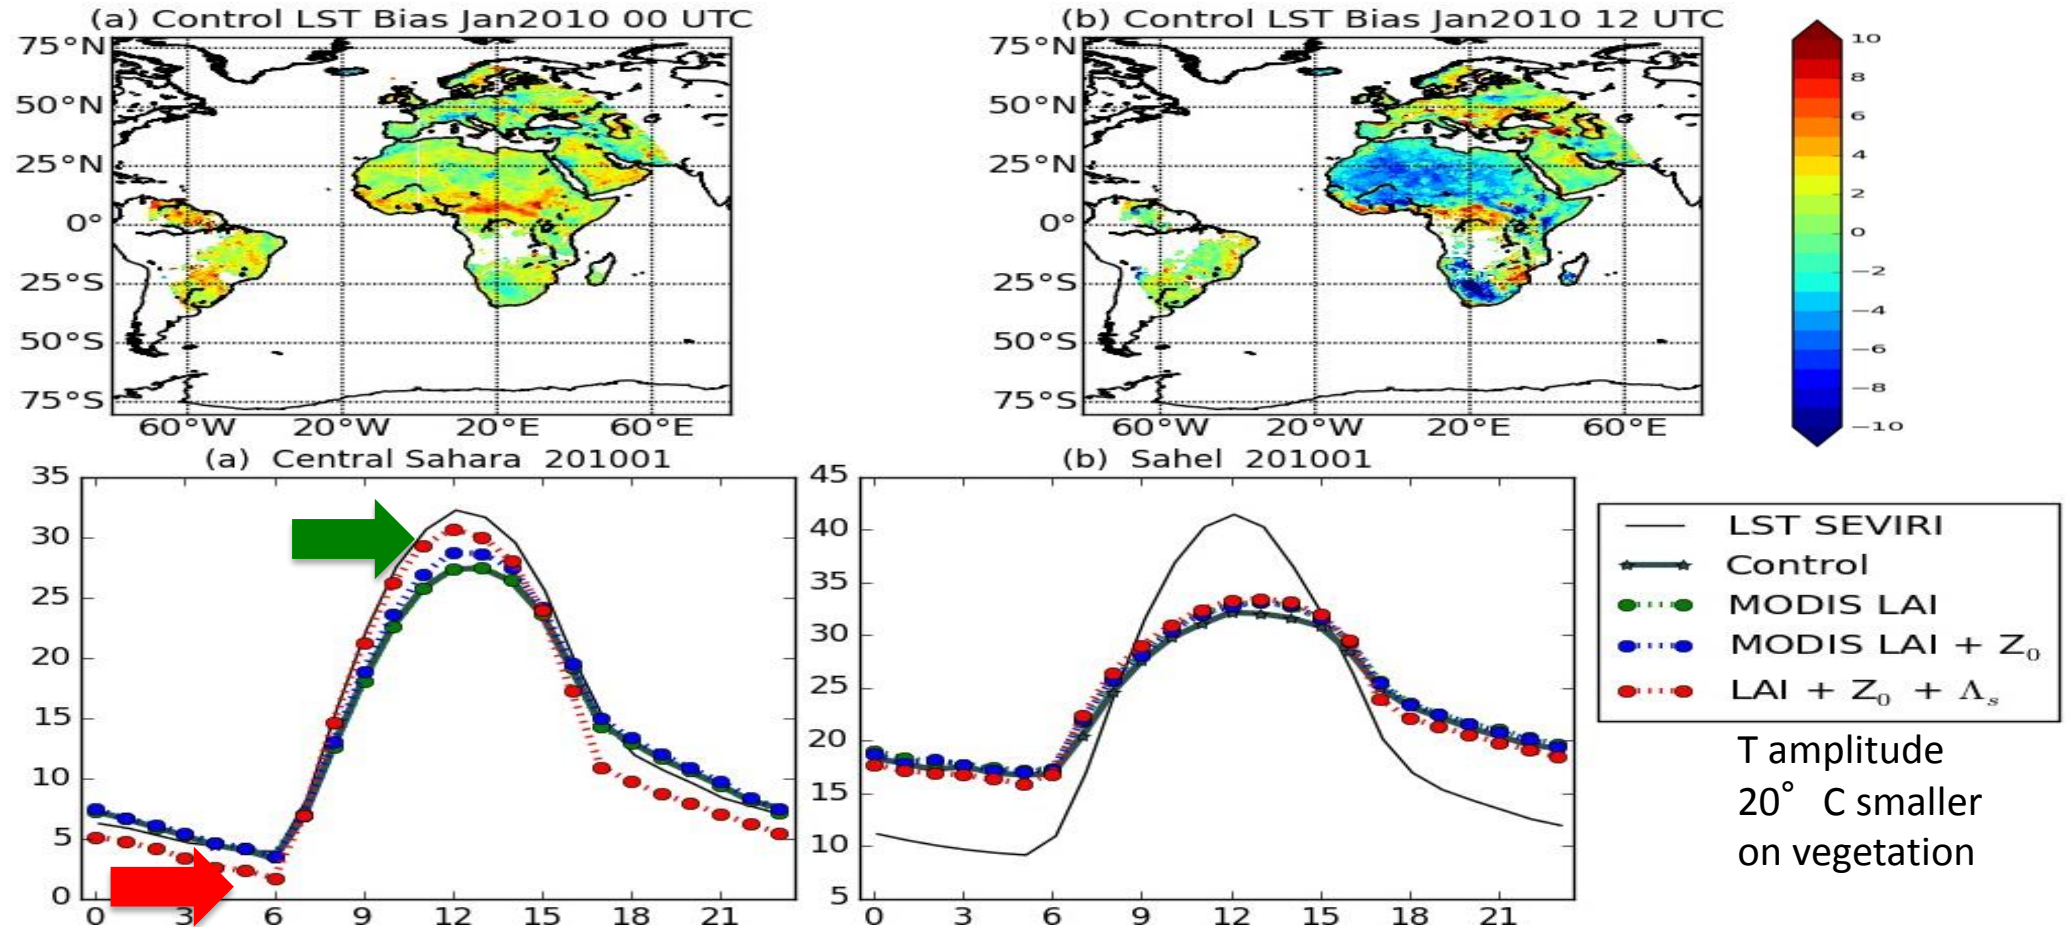 (a) Control LST Bias Jan2010 00 UTC
(b) Control LST Bias Jan2010 12 UTC
75°N
50°N
25°N
0°
25°S
50°S
75°S
60°W 20°W 20°E 60°E
75°N
50°N
25°N
0°
25°S
50°S
75°S
60°W 20°W 20°E 60°E
10
8
6
4
2
0
−2
−4
−6
−8
−10
(a) Central Sahara 201001
35
30
25
20
15
10
5
0
0 3 6 9 12 15 18 21
(b) Sahel 201001
45
40
35
30
25
20
15
10
5
0 3 6 9 12 15 18 21
LST SEVIRI
Control
MODIS LAI
MODIS LAI + Z₀
LAI + Z₀ + Λₛ
T amplitude
20° C smaller
on vegetation